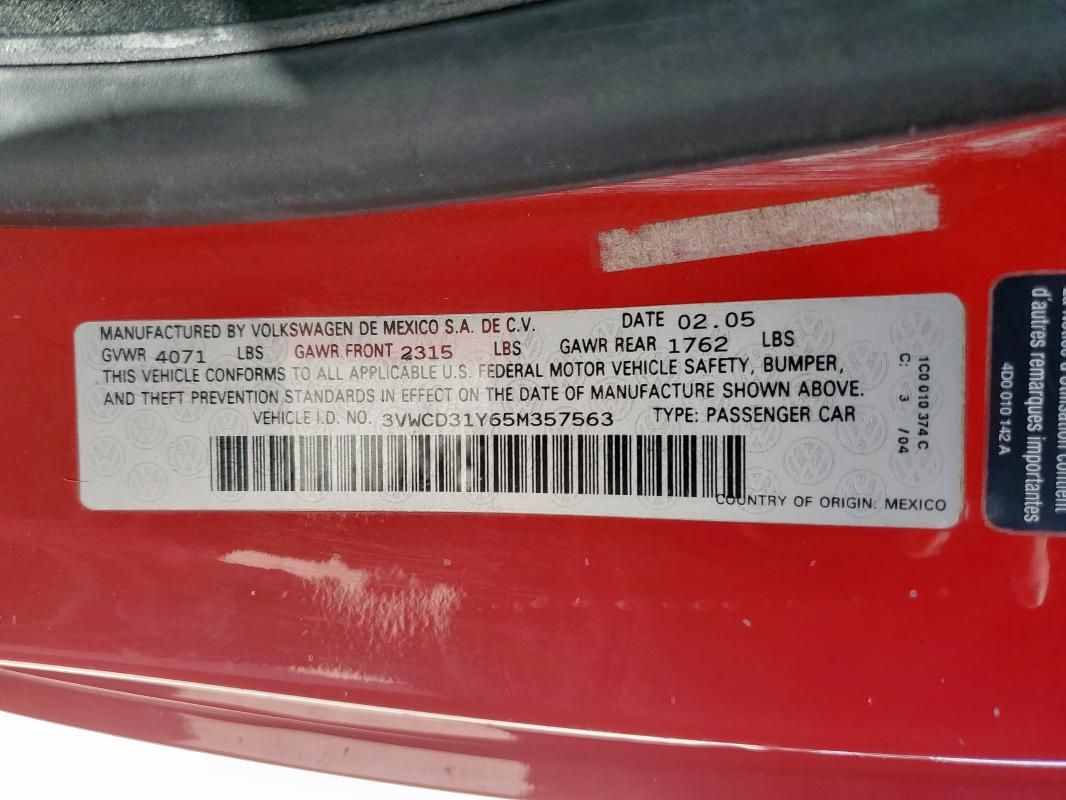 MANUFACTURED BY VOLKSWAGEN DE MEXICO S.A. DE C.V. DATE 02.05
GVWR 4071 LBS GAWR FRONT 2315 LBS GAWR REAR 1762 LBS
THIS VEHICLE CONFORMS TO ALL APPLICABLE U.S. FEDERAL MOTOR VEHICLE SAFETY, BUMPER,
AND THEFT PREVENTION STANDARDS IN EFFECT ON THE DATE OF MANUFACTURE SHOWN ABOVE.
VEHICLE I.D. NO. 3VWCD31Y65M357563 TYPE: PASSENGER CAR
COUNTRY OF ORIGIN: MEXICO
1C0 010 374 C
C: 3 /04
d'autres remarques importantes
4D0 010 142 A